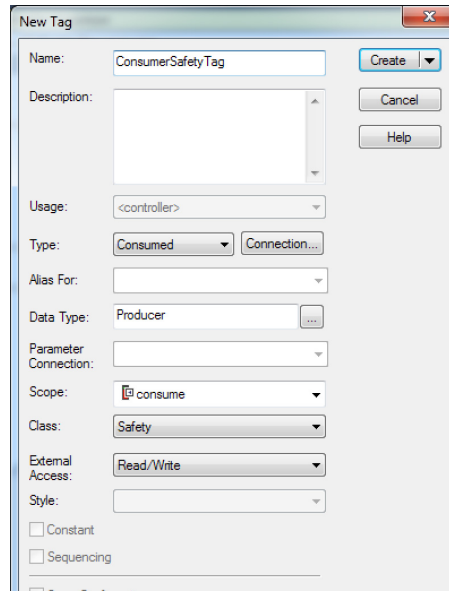 New Tag
Name: ConsumerSafetyTag Create
Description: Cancel
Help
Usage: <controller>
Type: Consumed Connection...
Alias For:
Data Type: Producer ...
Parameter
Connection:
Scope: consume
Class: Safety
External
Access: Read/Write
Style:
Constant
Sequencing